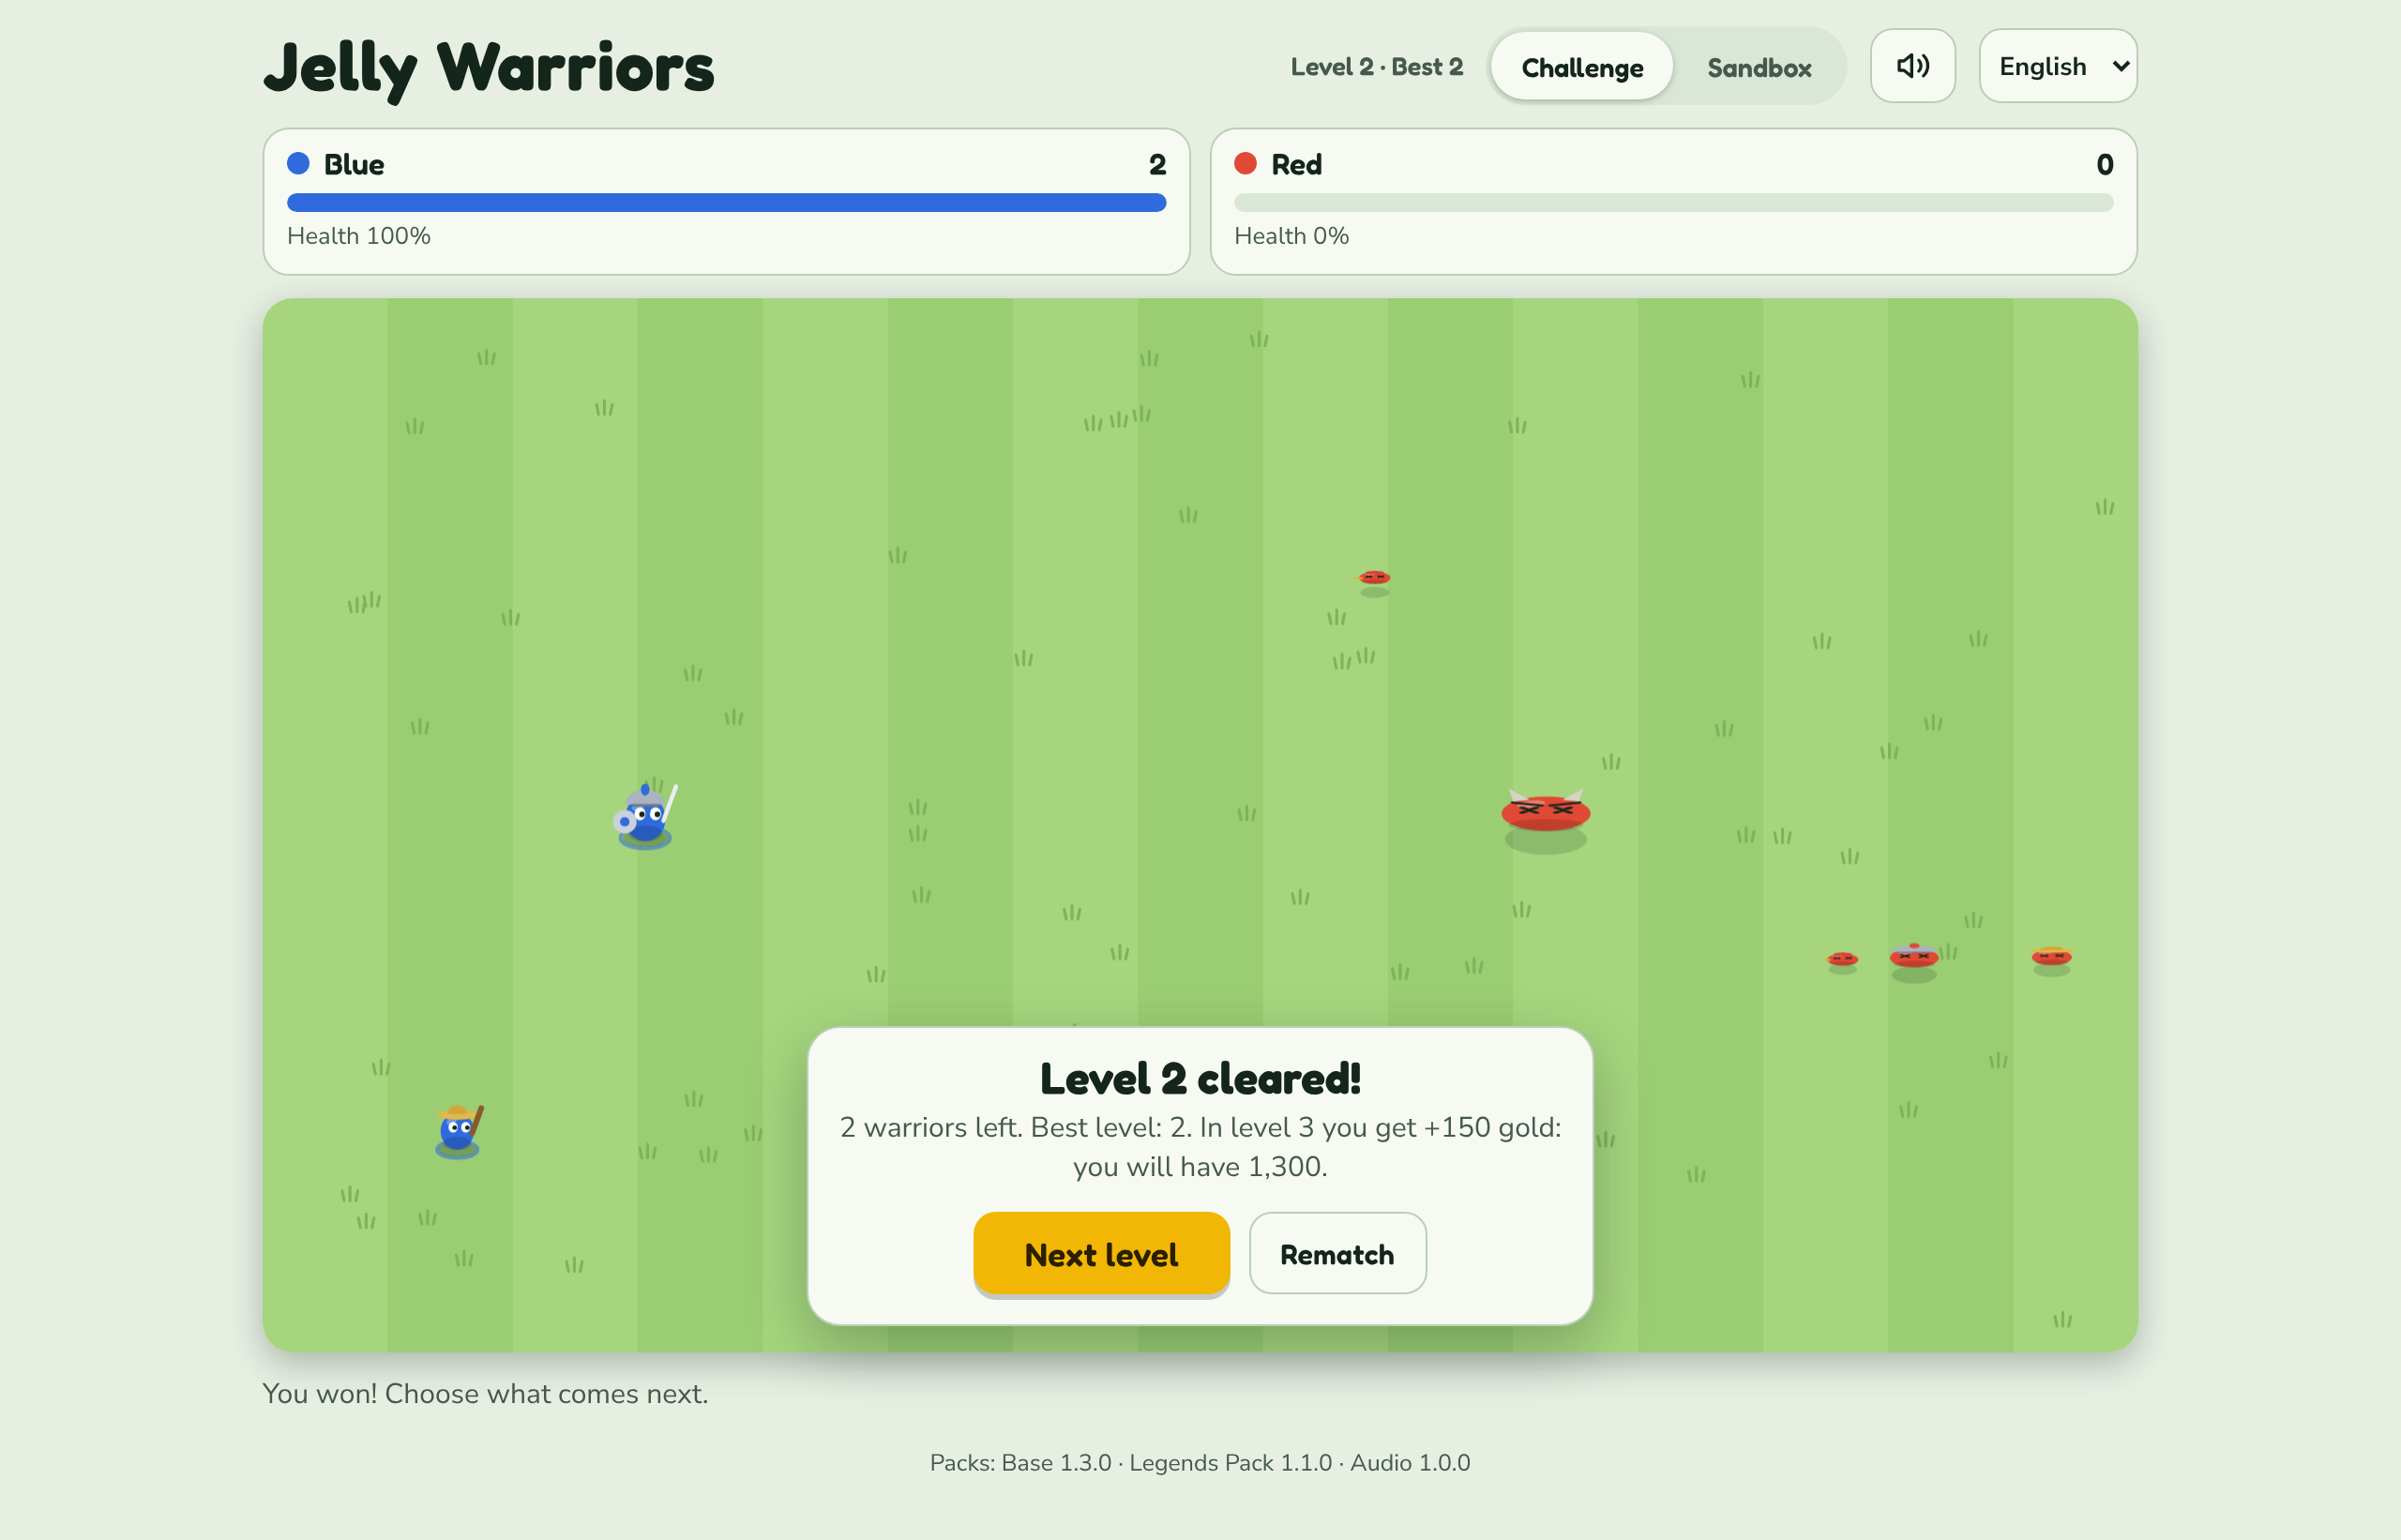 Jelly Warriors
Level 2 · Best 2
Challenge
Sandbox
English
Blue
2
Health 100%
Red
0
Health 0%
Level 2 cleared!
2 warriors left. Best level: 2. In level 3 you get +150 gold:
you will have 1,300.
Next level
Rematch
You won! Choose what comes next.
Packs: Base 1.3.0 · Legends Pack 1.1.0 · Audio 1.0.0